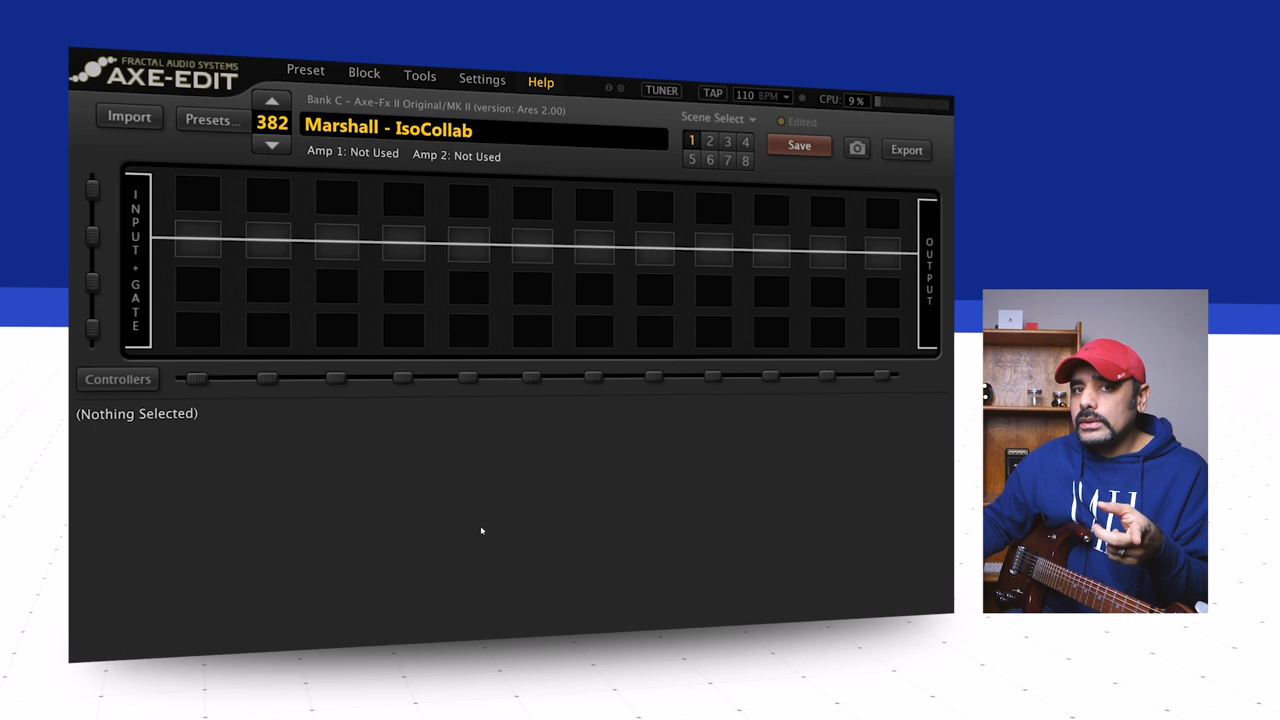 FRACTAL AUDIO SYSTEMS
AXE-EDIT
Preset Block Tools Settings Help
TUNER TAP 110 BPM CPU: 9 %
Import Presets... 382
Bank C – Axe-Fx II Original/MK II (version: Ares 2.00)
Marshall - IsoCollab
Amp 1: Not Used Amp 2: Not Used
Scene Select
1 2 3 4
5 6 7 8
Edited
Save
Export
INPUT + GATE
OUTPUT
Controllers
(Nothing Selected)